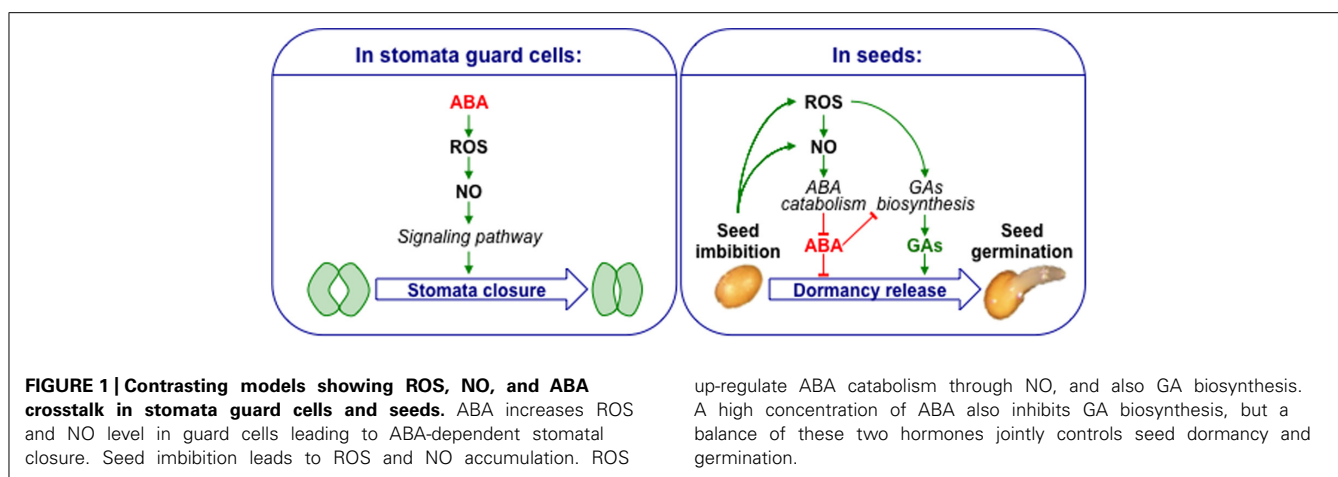 In stomata guard cells:
ABA
ROS
NO
Signaling pathway
Stomata closure
In seeds:
ROS
NO
ABA
catabolism
GAs
biosynthesis
Seed
imbibition
ABA
GAs
Seed
germination
Dormancy release
FIGURE 1 | Contrasting models showing ROS, NO, and ABA
crosstalk in stomata guard cells and seeds. ABA increases ROS
and NO level in guard cells leading to ABA-dependent stomatal
closure. Seed imbibition leads to ROS and NO accumulation. ROS
up-regulate ABA catabolism through NO, and also GA biosynthesis.
A high concentration of ABA also inhibits GA biosynthesis, but a
balance of these two hormones jointly controls seed dormancy and
germination.